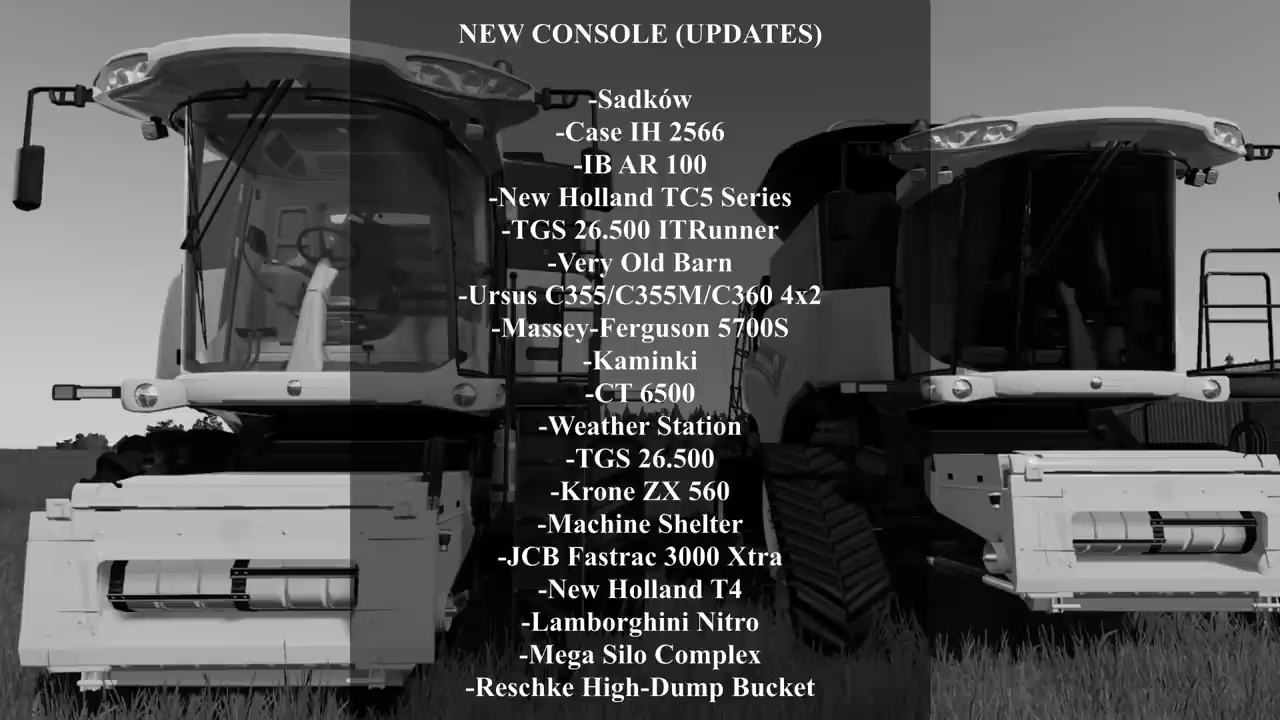 NEW CONSOLE (UPDATES)
-Sadków
-Case IH 2566
-IB AR 100
-New Holland TC5 Series
-TGS 26.500 ITRunner
-Very Old Barn
-Ursus C355/C355M/C360 4x2
-Massey-Ferguson 5700S
-Kaminki
-CT 6500
-Weather Station
-TGS 26.500
-Krone ZX 560
-Machine Shelter
-JCB Fastrac 3000 Xtra
-New Holland T4
-Lamborghini Nitro
-Mega Silo Complex
-Reschke High-Dump Bucket